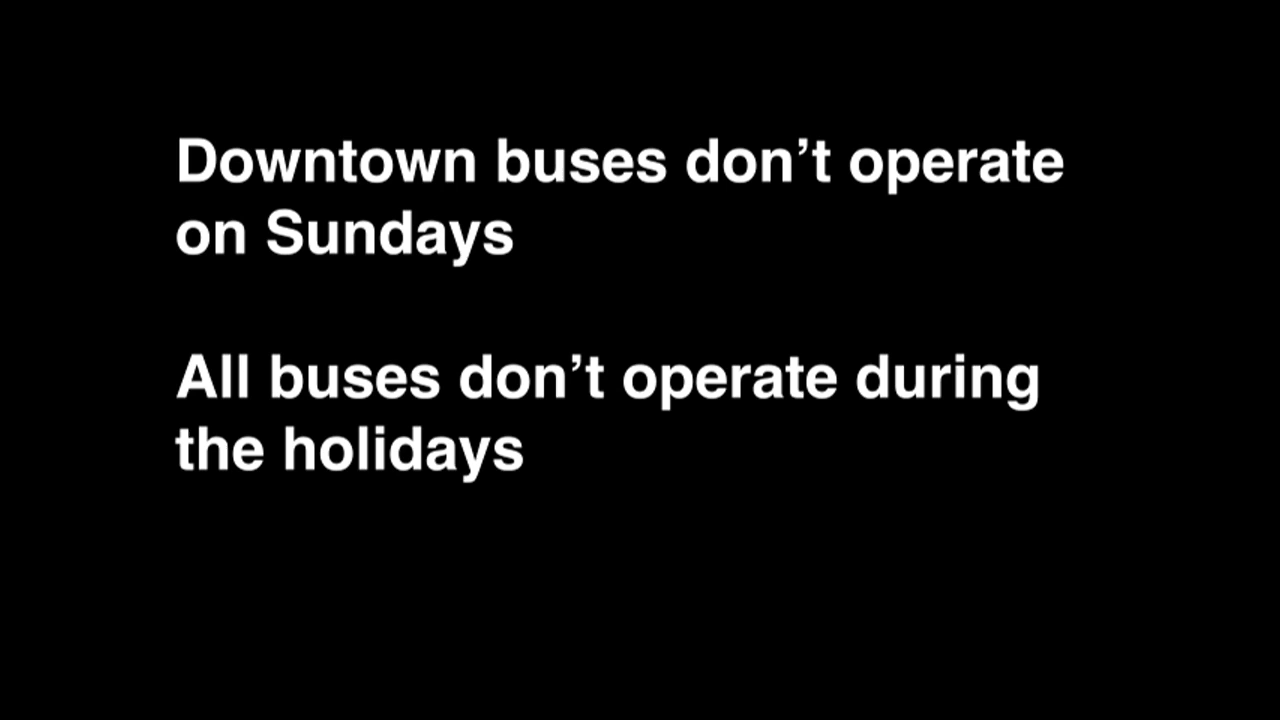 Downtown buses don’t operate
on Sundays
All buses don’t operate during
the holidays